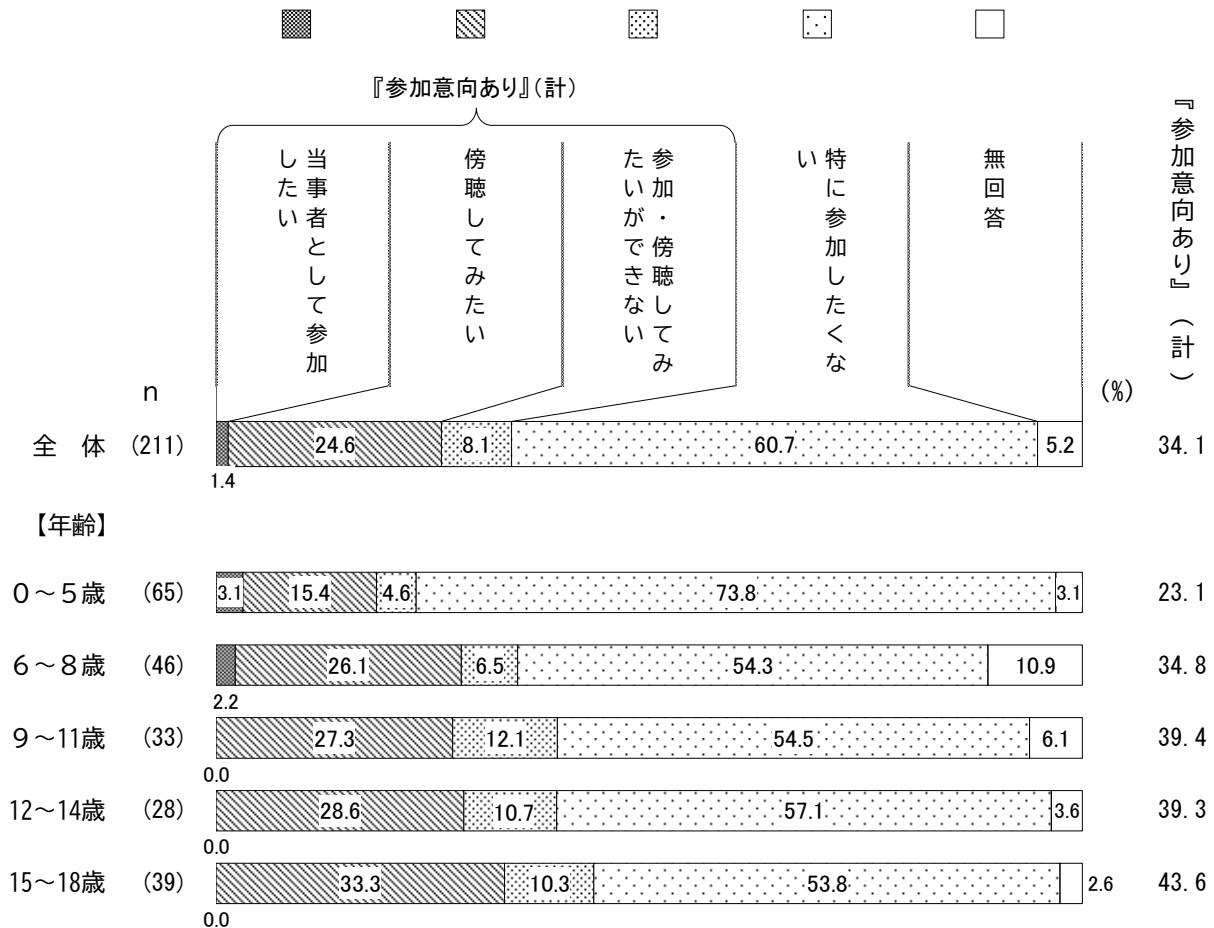 『参加意向あり』（計）
『参加意向あり』（計）
当事者として参加
したい
傍聴してみたい
参加・傍聴してみ
たいができない
特に参加したくな
い
無回答
n
(%)
全　体 (211) 24.6 8.1 60.7 5.2 34.1
1.4
【年齢】
０～５歳 (65) 3.1 15.4 4.6 73.8 3.1 23.1
６～８歳 (46) 26.1 6.5 54.3 10.9 34.8
2.2
９～11歳 (33) 27.3 12.1 54.5 6.1 39.4
0.0
12～14歳 (28) 28.6 10.7 57.1 3.6 39.3
0.0
15～18歳 (39) 33.3 10.3 53.8 2.6 43.6
0.0